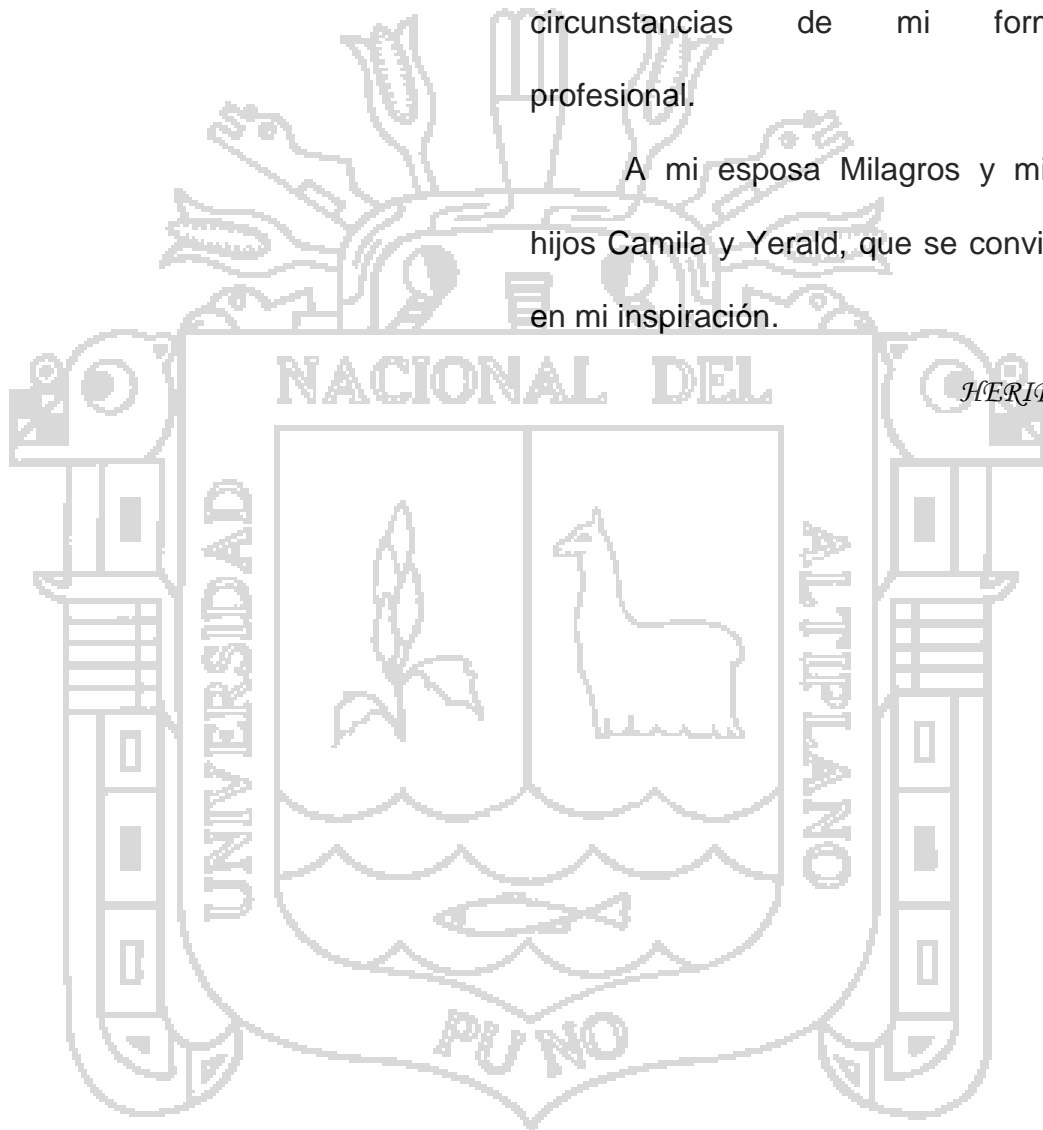 circunstancias de mi form
profesional.
A mi esposa Milagros y mi
hijos Camila y Yerald, que se convi
en mi inspiración.
HERI
NACIONAL DEL
UNIVERSIDAD
ALTIPLANO
PUNO